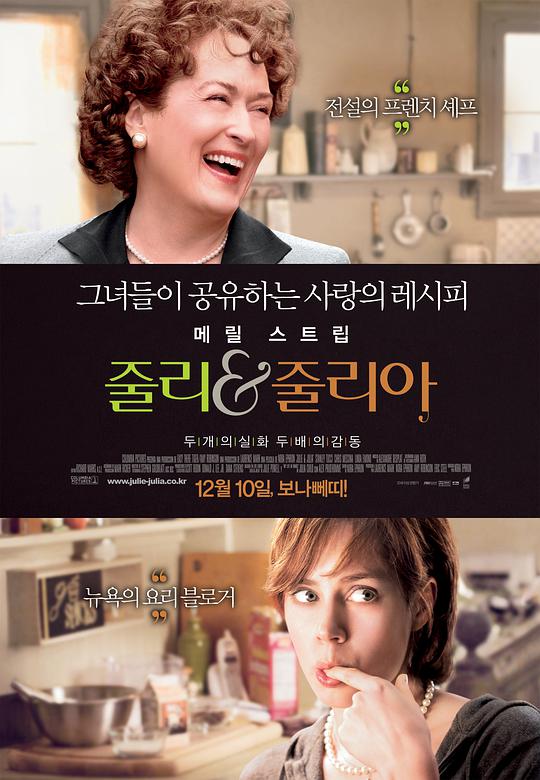 “
전설의 프렌치 셰프
”
그녀들이 공유하는 사랑의 레시피
메릴 스트립
줄리&줄리아
두|개|의|실|화 두|배|의|감|동
www.julie-julia.co.kr
12월 10일, 보나뻬띠!
“
뉴욕의 요리 블로거
”